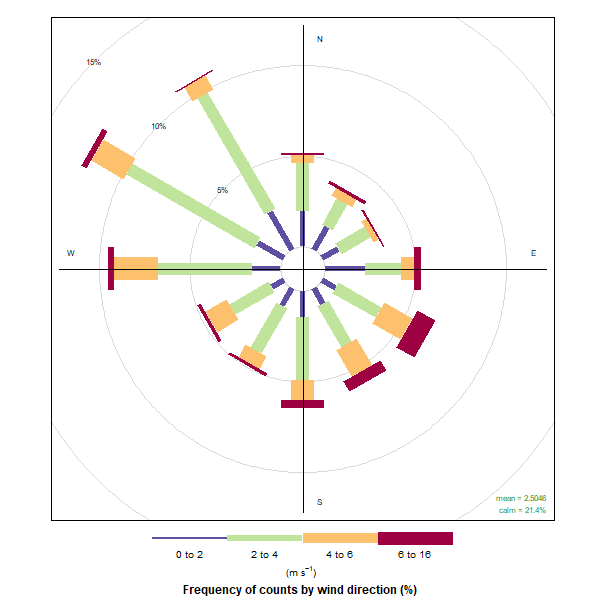 N
15%
10%
5%
W
E
S
mean = 2.5046
calm = 21.4%
0 to 2
2 to 4
4 to 6
6 to 16
(m s⁻¹)
Frequency of counts by wind direction (%)